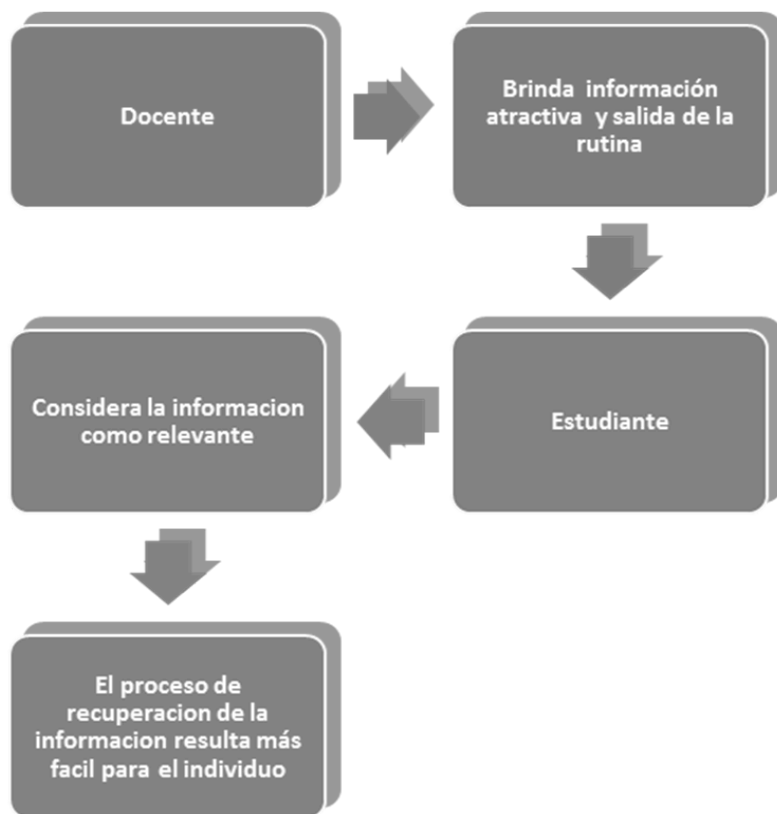 Docente
Brinda información
atractiva y salida de la
rutina
Estudiante
Considera la informacion
como relevante
El proceso de
recuperacion de la
informacion resulta más
facil para el individuo